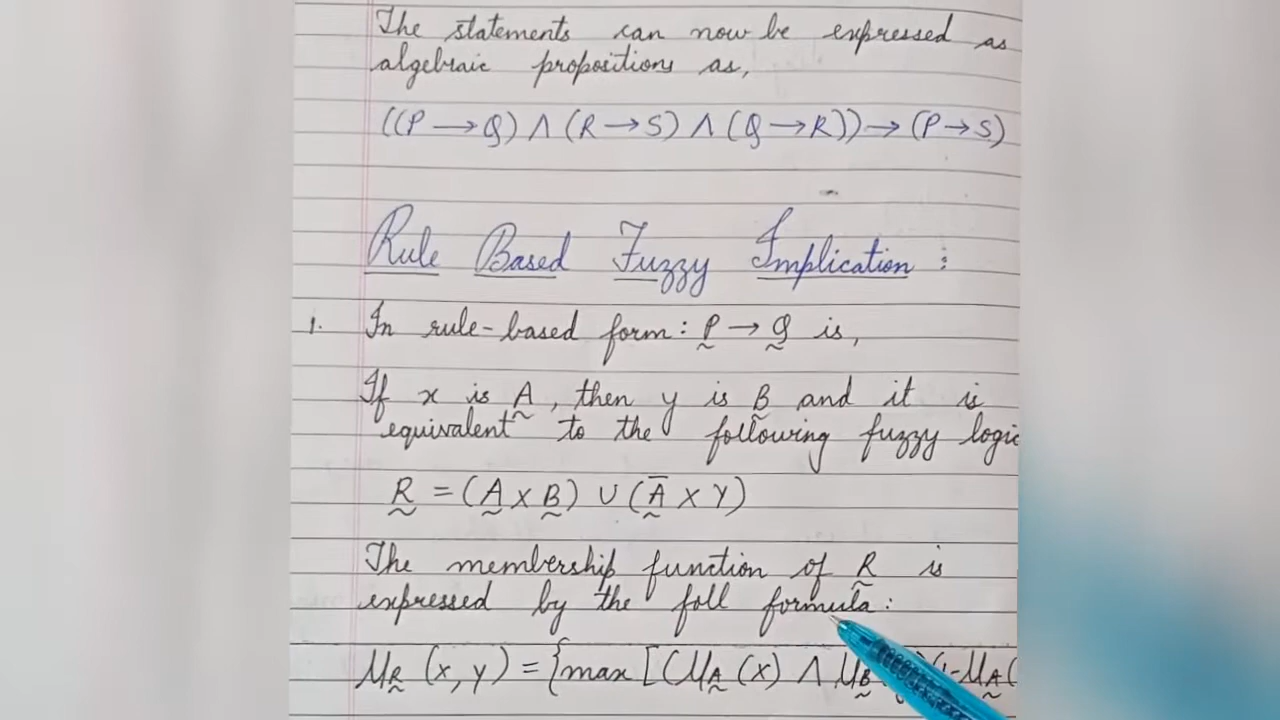 The statements can now be expressed as
algebraic propositions as,
((P → Q) ∧ (R → S) ∧ (Q → R)) → (P → S)
Rule Based Fuzzy Implication :
1. In rule-based form: P̰ → Q̰ is,
If x is A̰, then y is B̰ and it is
equivalent to the following fuzzy logic
R̰ = (A̰ x B̰) ∪ (Ā̰ x Y)
The membership function of R̰ is
expressed by the foll formula:
μR̰ (x, y) = {max [(μA̰ (x) ∧ μB̰ (1-μA̰ (